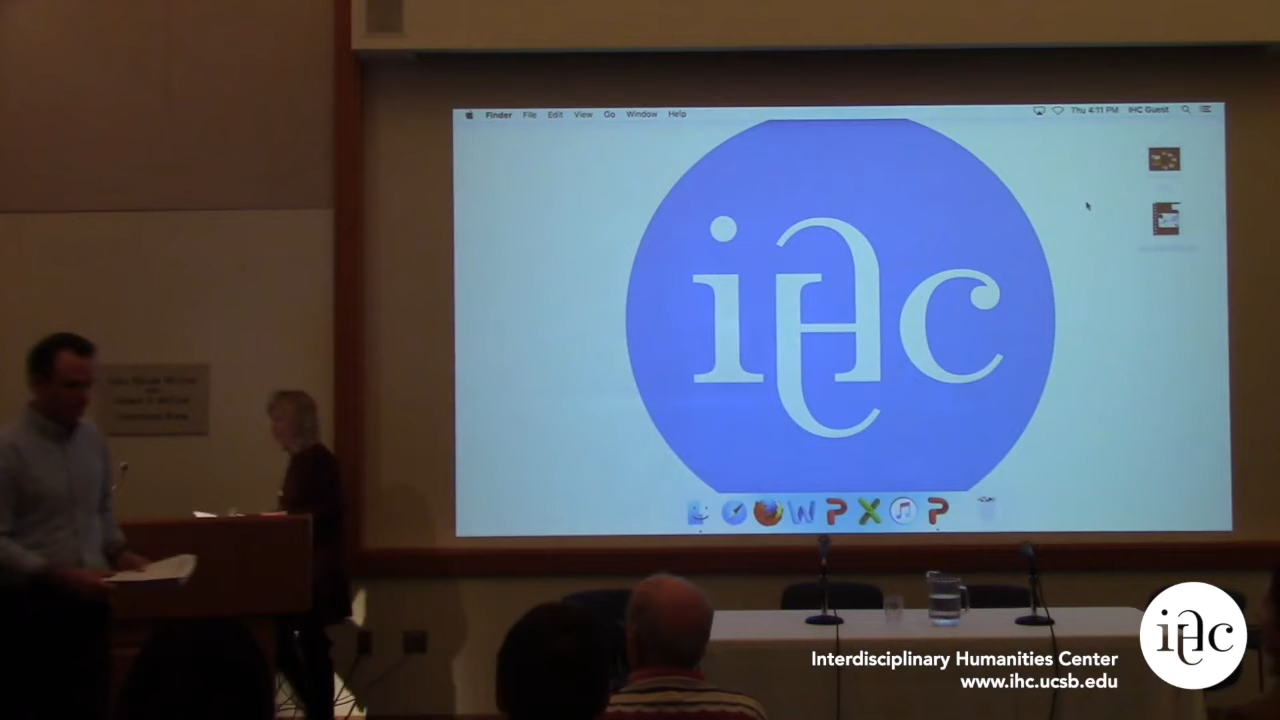 Finder File Edit View Go Window Help
Thu 4:11 PM IHC Guest
ihc
W P X P
Interdisciplinary Humanities Center
www.ihc.ucsb.edu
ihc